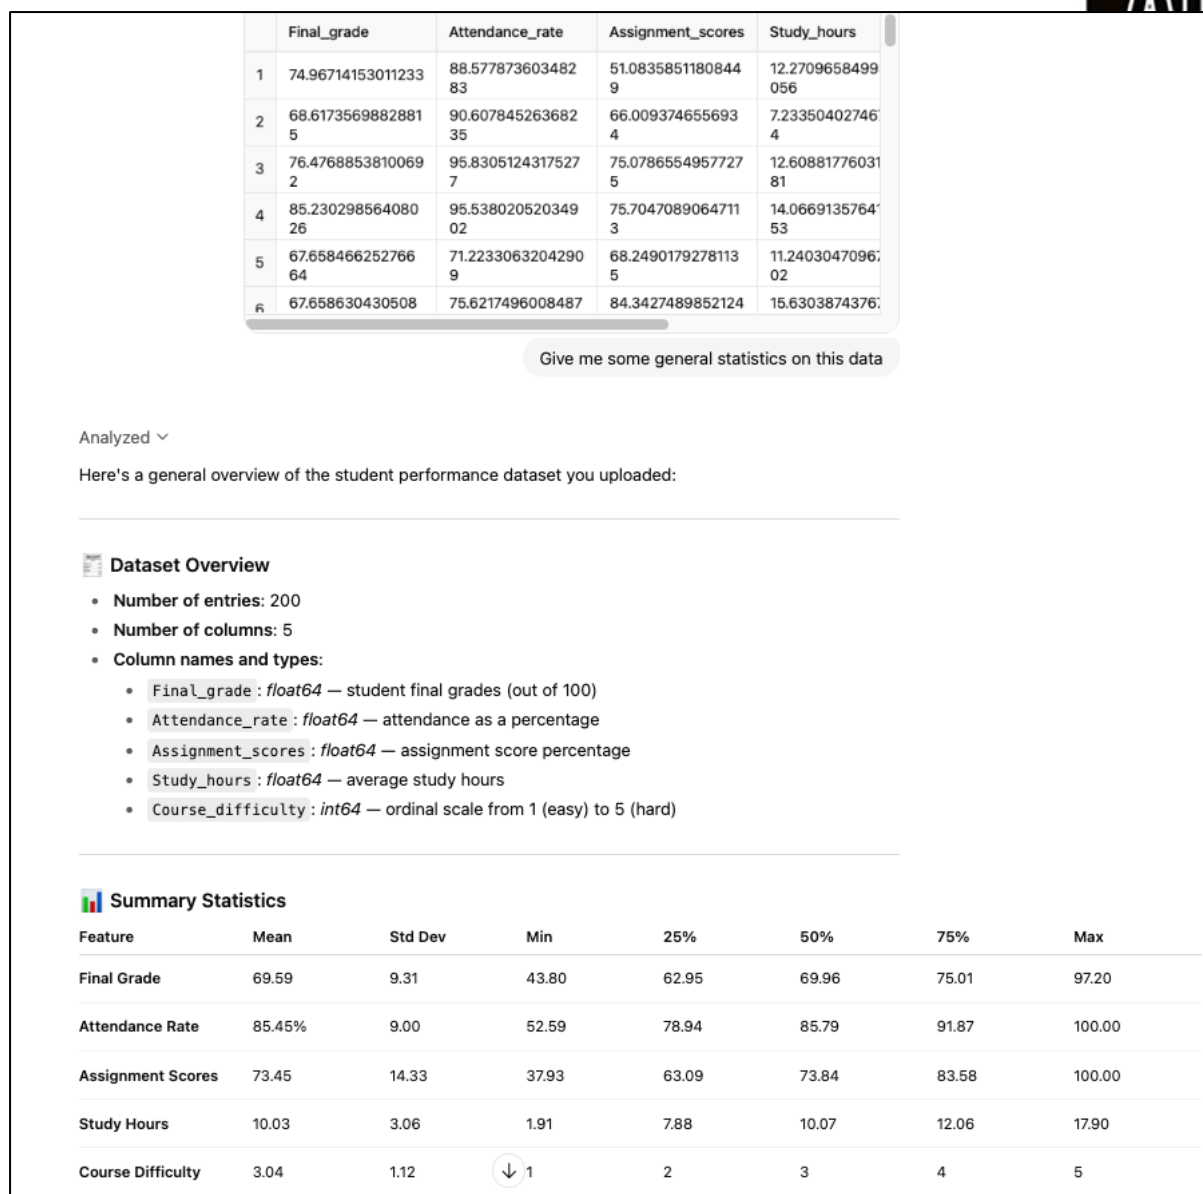 Final_grade Attendance_rate Assignment_scores Study_hours
1 74.96714153011233 88.577873603482 51.0835851180844 12.2709658499
83 9 056
2 68.6173569882881 90.607845263682 66.009374655693 7.23350402746
5 35 4 4
3 76.4768853810069 95.8305124317527 75.0786554957727 12.6088177603
2 7 5 81
4 85.230298564080 95.538020520349 75.7047089064711 14.0669135764
26 02 3 53
5 67.658466252766 71.2233063204290 68.2490179278113 11.2403047096
64 9 5 02
6 67.658630430508 75.6217496008487 84.3427489852124 15.6303874376
Give me some general statistics on this data
Analyzed
Here's a general overview of the student performance dataset you uploaded:
Dataset Overview
• Number of entries: 200
• Number of columns: 5
• Column names and types:
• Final_grade: float64 — student final grades (out of 100)
• Attendance_rate: float64 — attendance as a percentage
• Assignment_scores: float64 — assignment score percentage
• Study_hours: float64 — average study hours
• Course_difficulty: int64 — ordinal scale from 1 (easy) to 5 (hard)
Summary Statistics
Feature Mean Std Dev Min 25% 50% 75% Max
Final Grade 69.59 9.31 43.80 62.95 69.96 75.01 97.20
Attendance Rate 85.45% 9.00 52.59 78.94 85.79 91.87 100.00
Assignment Scores 73.45 14.33 37.93 63.09 73.84 83.58 100.00
Study Hours 10.03 3.06 1.91 7.88 10.07 12.06 17.90
Course Difficulty 3.04 1.12 1 2 3 4 5